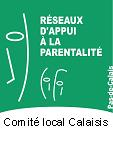 RÉSEAUX
D'APPUI
À LA
PARENTALITÉ
Pas-de-Calais
Comité local Calaisis